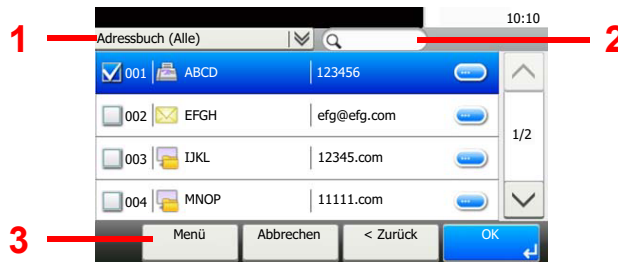 10:10
1 Adressbuch (Alle) 2
001 ABCD 123456
002 EFGH efg@efg.com
1/2
003 IJKL 12345.com
004 MNOP 11111.com
3 Menü Abbrechen < Zurück OK